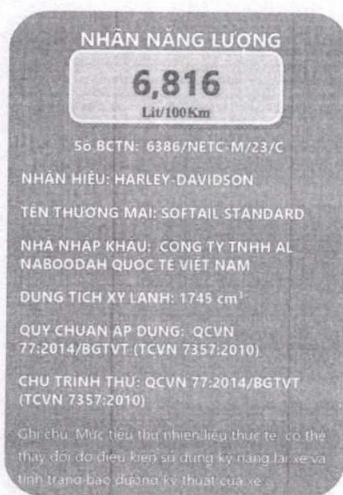 NHÃN NĂNG LƯỢNG
6,816
Lit/100Km
Số BCTN: 6386/NETC-M/23/C
NHÃN HIỆU: HARLEY-DAVIDSON
TÊN THƯƠNG MẠI: SOFTAIL STANDARD
NHÀ NHẬP KHẨU: CÔNG TY TNHH AL
NABOODAH QUỐC TẾ VIỆT NAM
DUNG TÍCH XY LANH: 1745 cm³
QUY CHUẨN ÁP DỤNG: QCVN
77:2014/BGTVT (TCVN 7357:2010)
CHU TRÌNH THỬ: QCVN 77:2014/BGTVT
(TCVN 7357:2010)
Ghi chú: Mức tiêu thụ nhiên liệu thực tế có thể
thay đổi do điều kiện sử dụng kỹ năng lái xe và
tình trạng bảo dưỡng kỹ thuật của xe